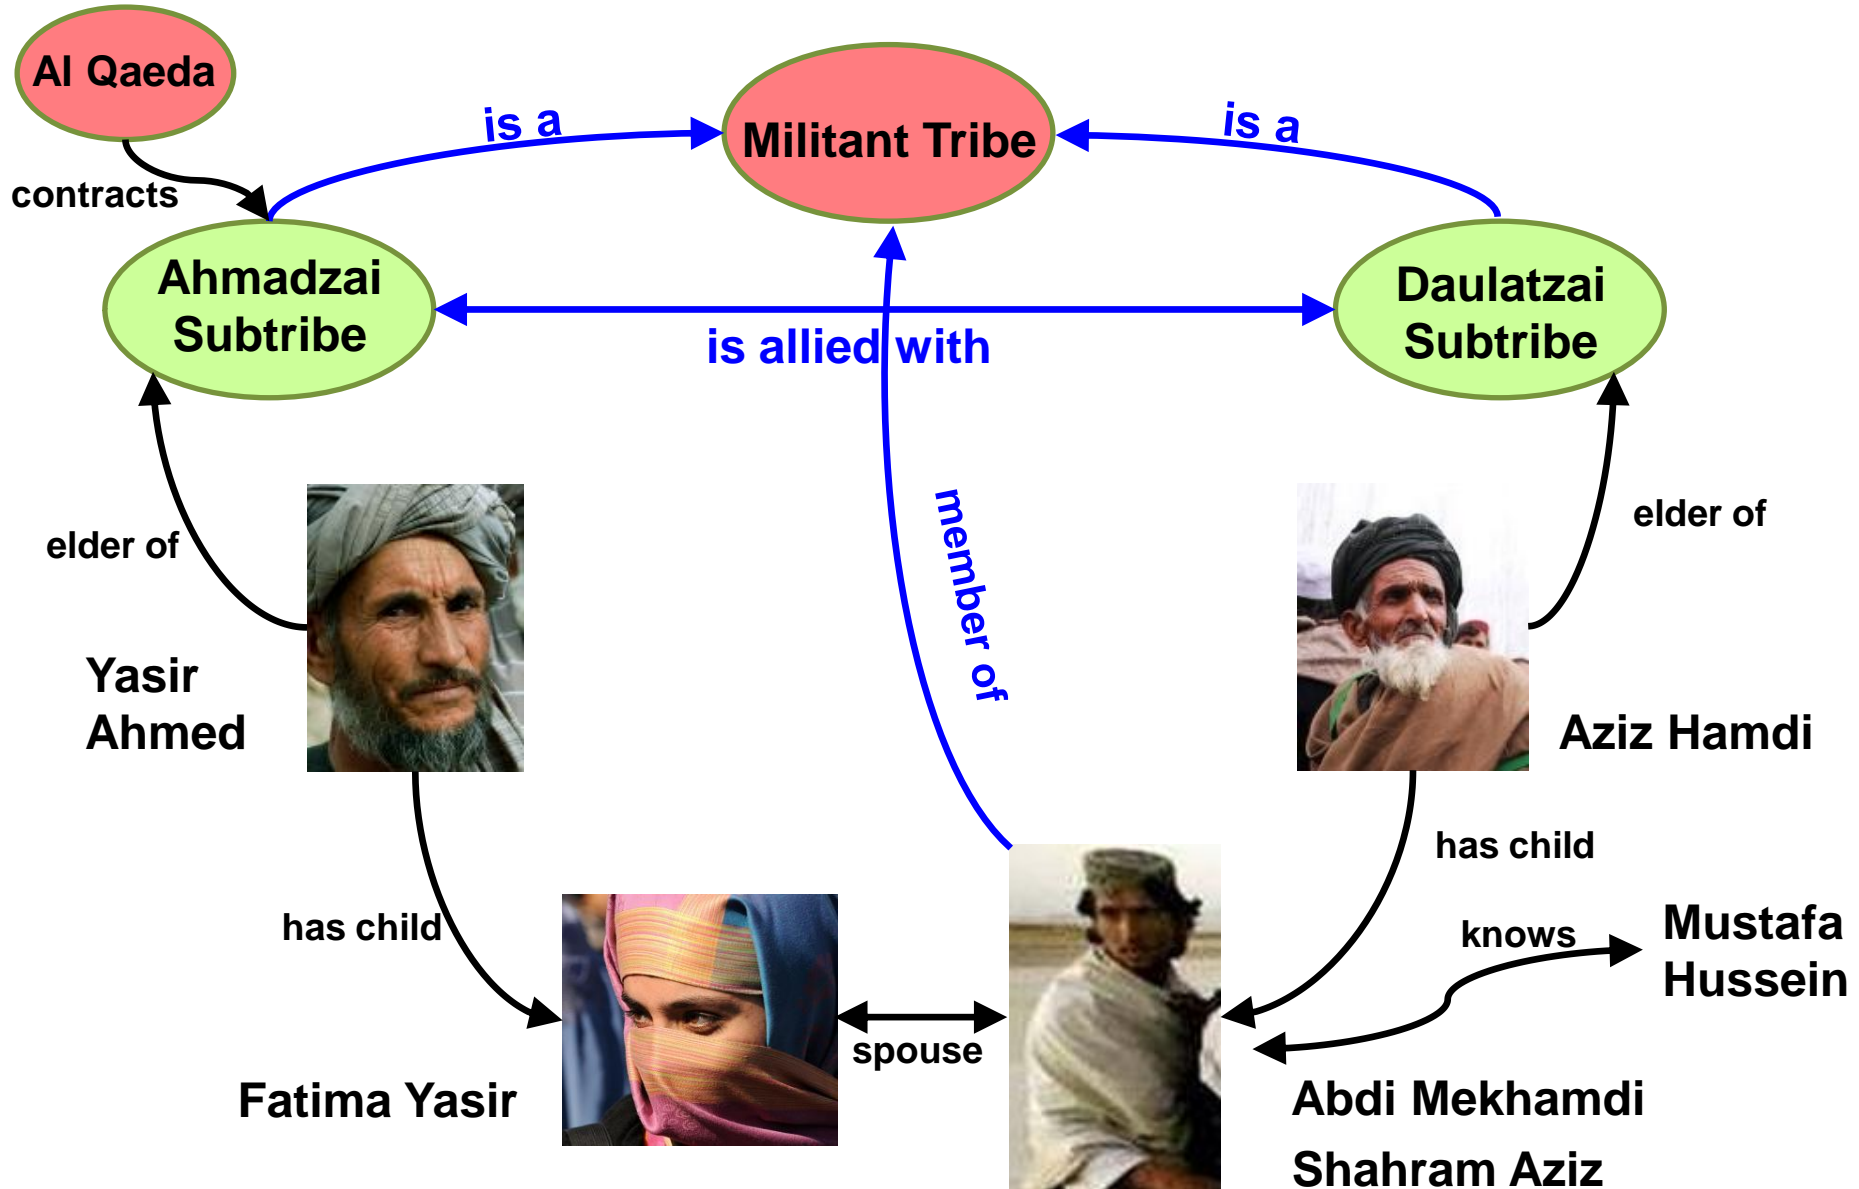 Al Qaeda
is a
Militant Tribe
is a
contracts
Ahmadzai
Subtribe
is allied with
Daulatzai
Subtribe
elder of
member of
elder of
Yasir
Ahmed
Aziz Hamdi
has child
has child
knows
Mustafa
Hussein
spouse
Fatima Yasir
Abdi Mekhamdi
Shahram Aziz